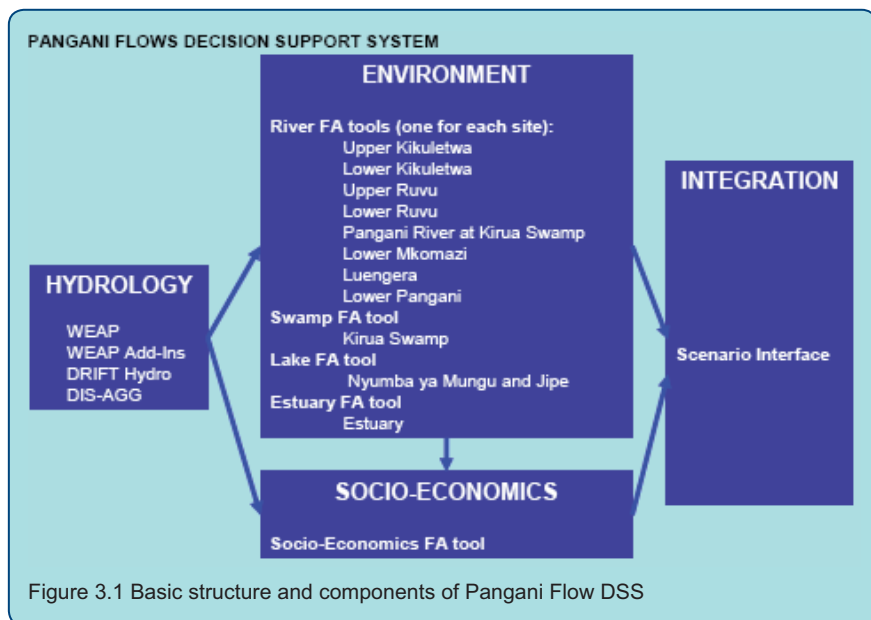 PANGANI FLOWS DECISION SUPPORT SYSTEM
HYDROLOGY
WEAP
WEAP Add-Ins
DRIFT Hydro
DIS-AGG
ENVIRONMENT
River FA tools (one for each site):
Upper Kikuletwa
Lower Kikuletwa
Upper Ruvu
Lower Ruvu
Pangani River at Kirua Swamp
Lower Mkomazi
Luengera
Lower Pangani
Swamp FA tool
Kirua Swamp
Lake FA tool
Nyumba ya Mungu and Jipe
Estuary FA tool
Estuary
SOCIO-ECONOMICS
Socio-Economics FA tool
INTEGRATION
Scenario Interface
Figure 3.1 Basic structure and components of Pangani Flow DSS